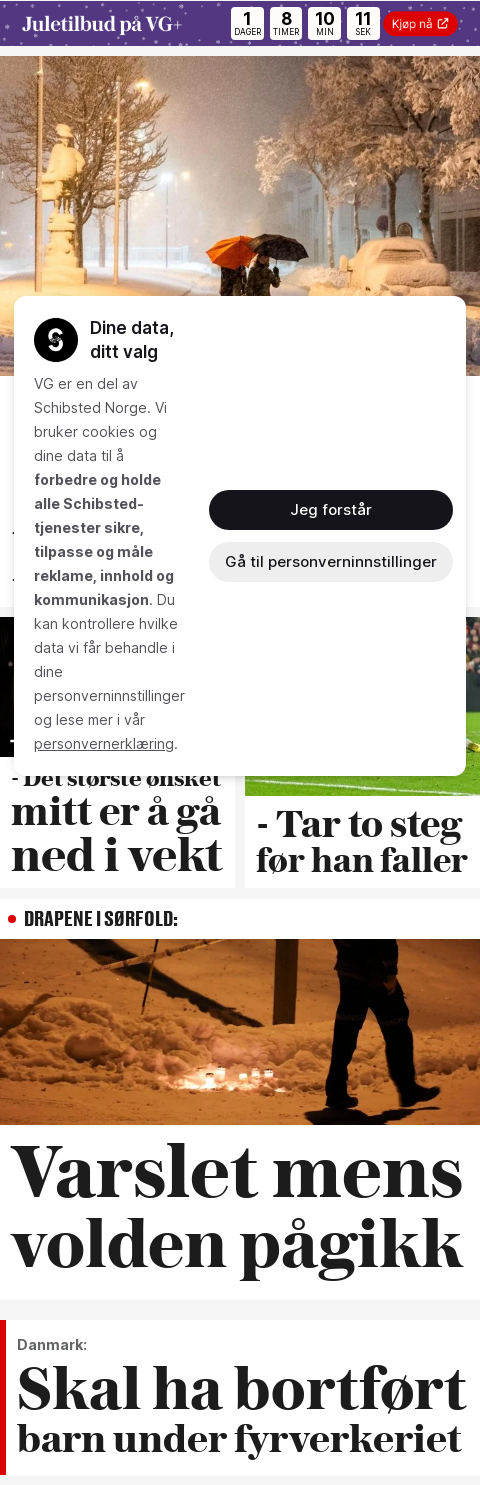 Juletilbud på VG+
1 8 10 11
DAGER TIMER MIN SEK
Kjøp nå
Dine data,
ditt valg
VG er en del av
Schibsted Norge. Vi
bruker cookies og
dine data til å
forbedre og holde
alle Schibsted-
tjenester sikre,
tilpasse og måle
reklame, innhold og
kommunikasjon. Du
kan kontrollere hvilke
data vi får behandle i
dine
personverninnstillinger
og lese mer i vår
personvernerklæring.
Jeg forstår
Gå til personverninnstillinger
- Det største ønsket
mitt er å gå
ned i vekt
- Tar to steg
før han faller
DRAPENE I SØRFOLD:
Varslet mens
volden pågikk
Danmark:
Skal ha bortført
barn under fyrverkeriet